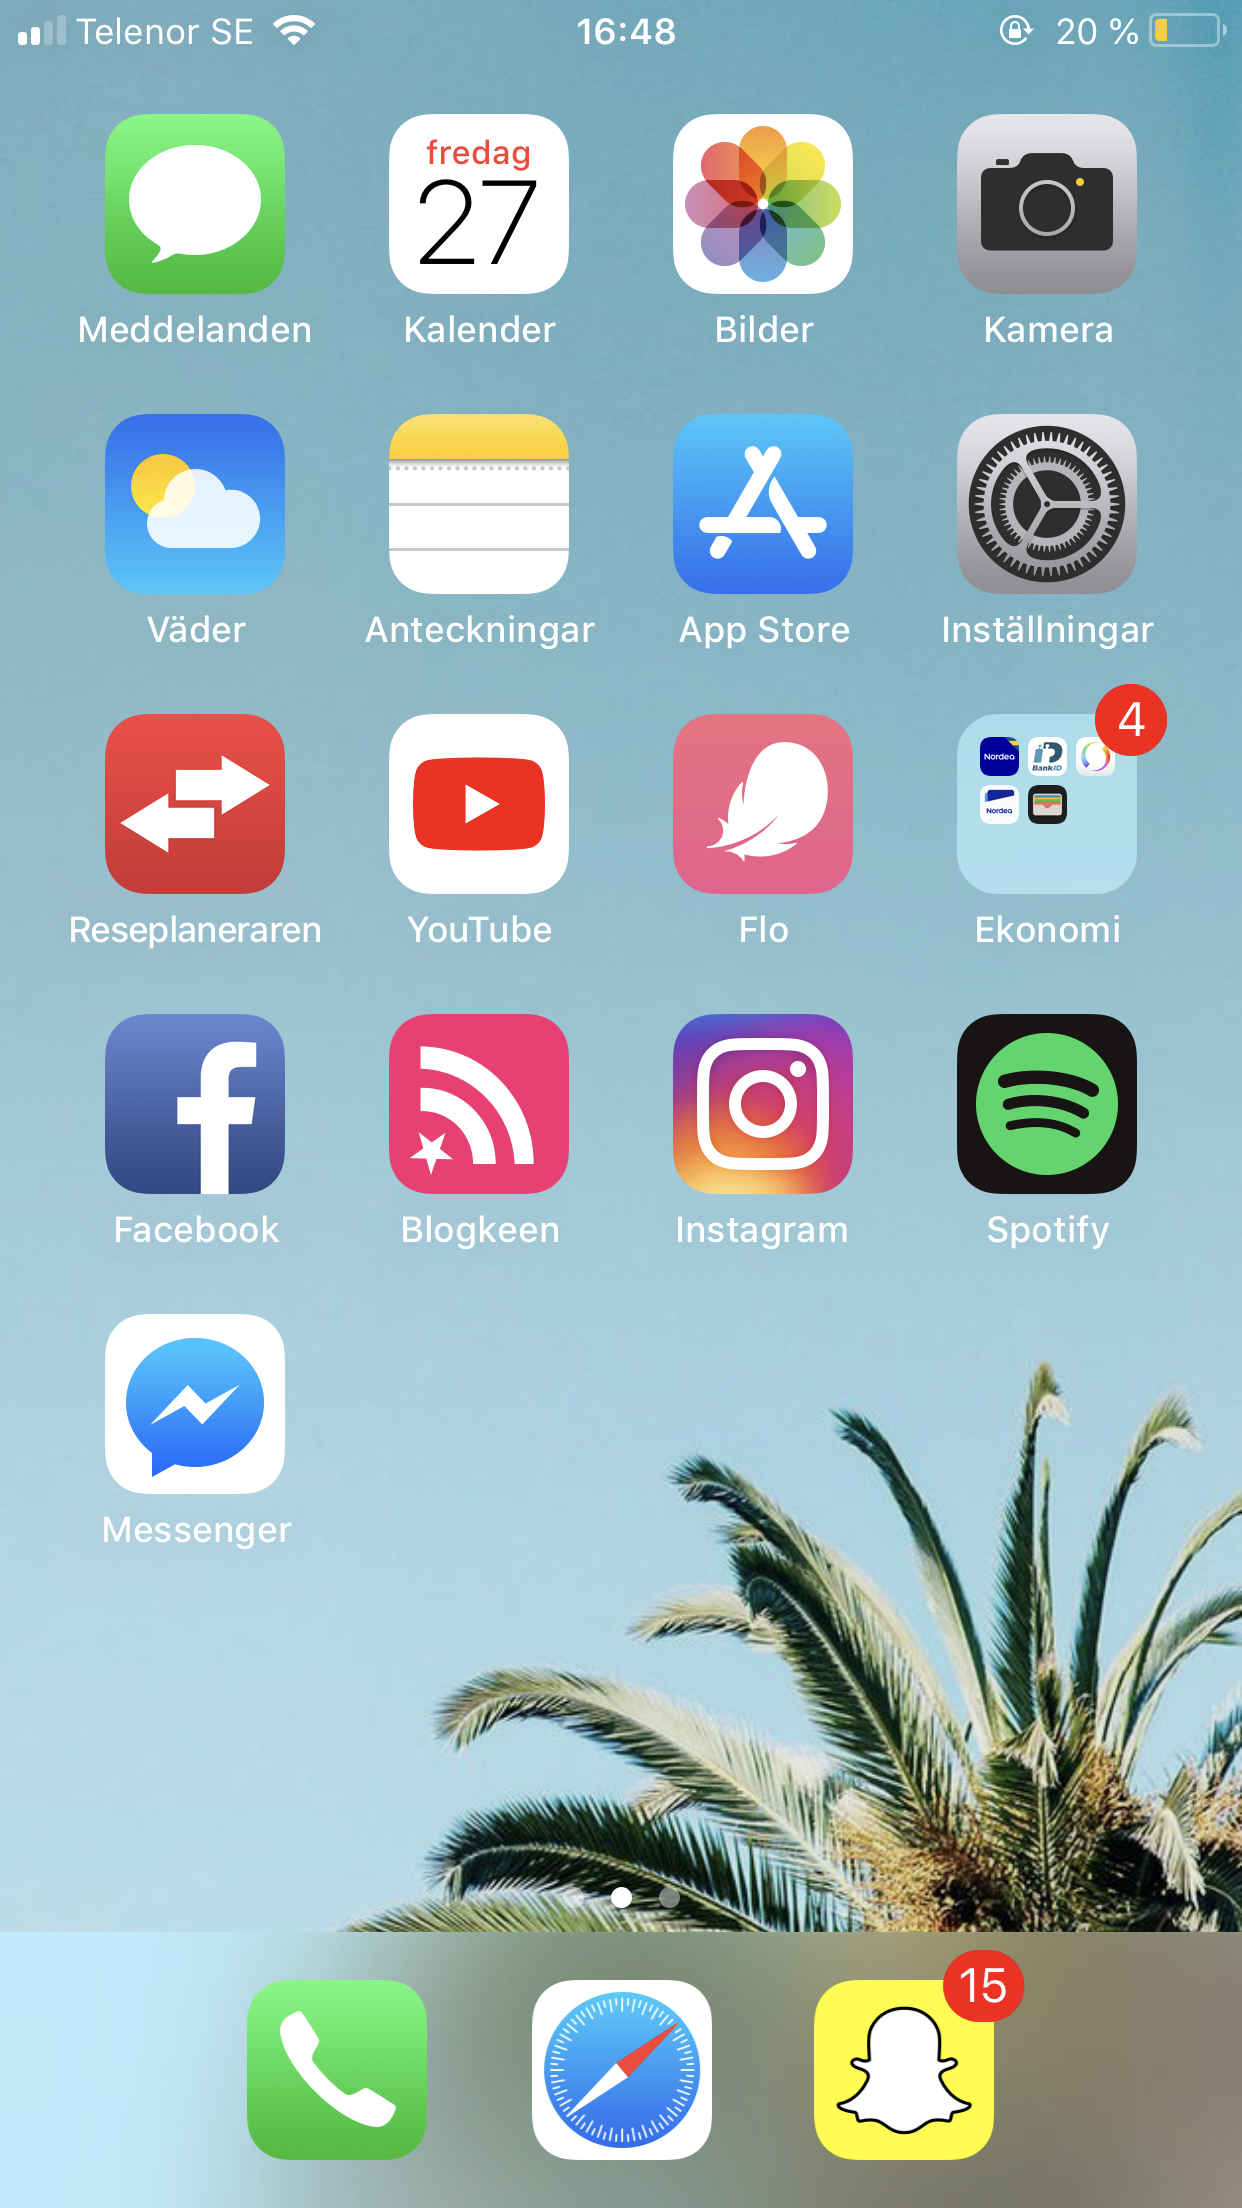 Telenor SE 16:48 20 %
fredag
27
Meddelanden Kalender Bilder Kamera
Väder Anteckningar App Store Inställningar
4
Nordea BankID
Nordea
Reseplaneraren YouTube Flo Ekonomi
Facebook Blogkeen Instagram Spotify
Messenger
15